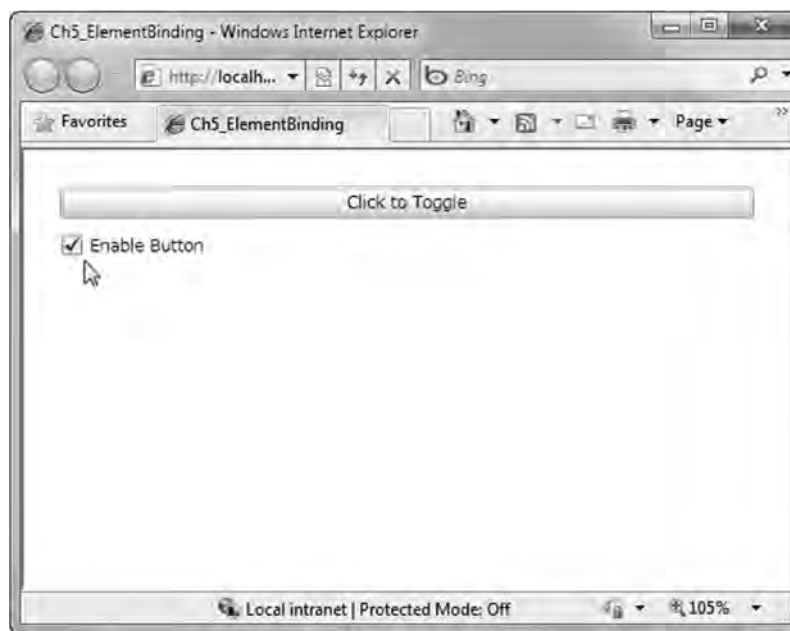 Ch5_ElementBinding - Windows Internet Explorer
http://localh... Bing
Favorites Ch5_ElementBinding Page
Click to Toggle
Enable Button
Local intranet | Protected Mode: Off 105%